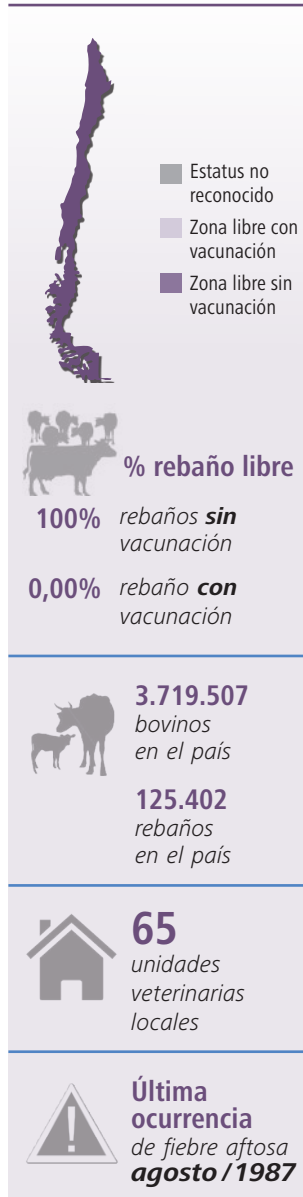 Estatus no
reconocido
Zona libre con
vacunación
Zona libre sin
vacunación
% rebaño libre
100% rebaños sin
vacunación
0,00% rebaño con
vacunación
3.719.507
bovinos
en el país
125.402
rebaños
en el país
65
unidades
veterinarias
locales
Última
ocurrencia
de fiebre aftosa
agosto / 1987